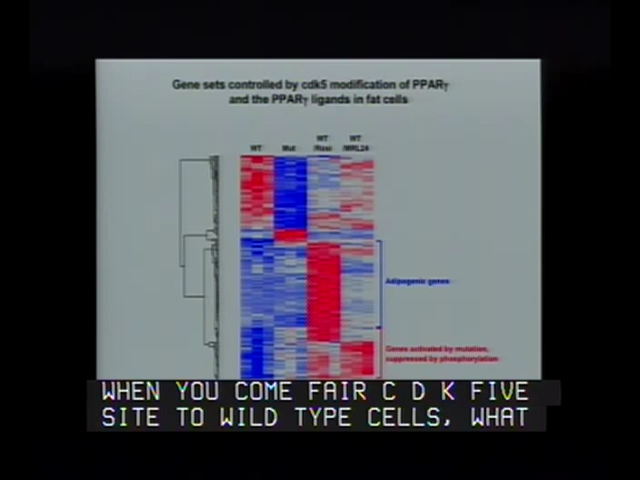 Gene sets controlled by cdk5 modification of PPARγ
and the PPARγ ligands in fat cells
WT Mut WT /Rosi WT /MRL24
Adipogenic genes
Genes activated by mutation,
suppressed by phosphorylation
WHEN YOU COME FAIR C D K FIVE
SITE TO WILD TYPE CELLS, WHAT